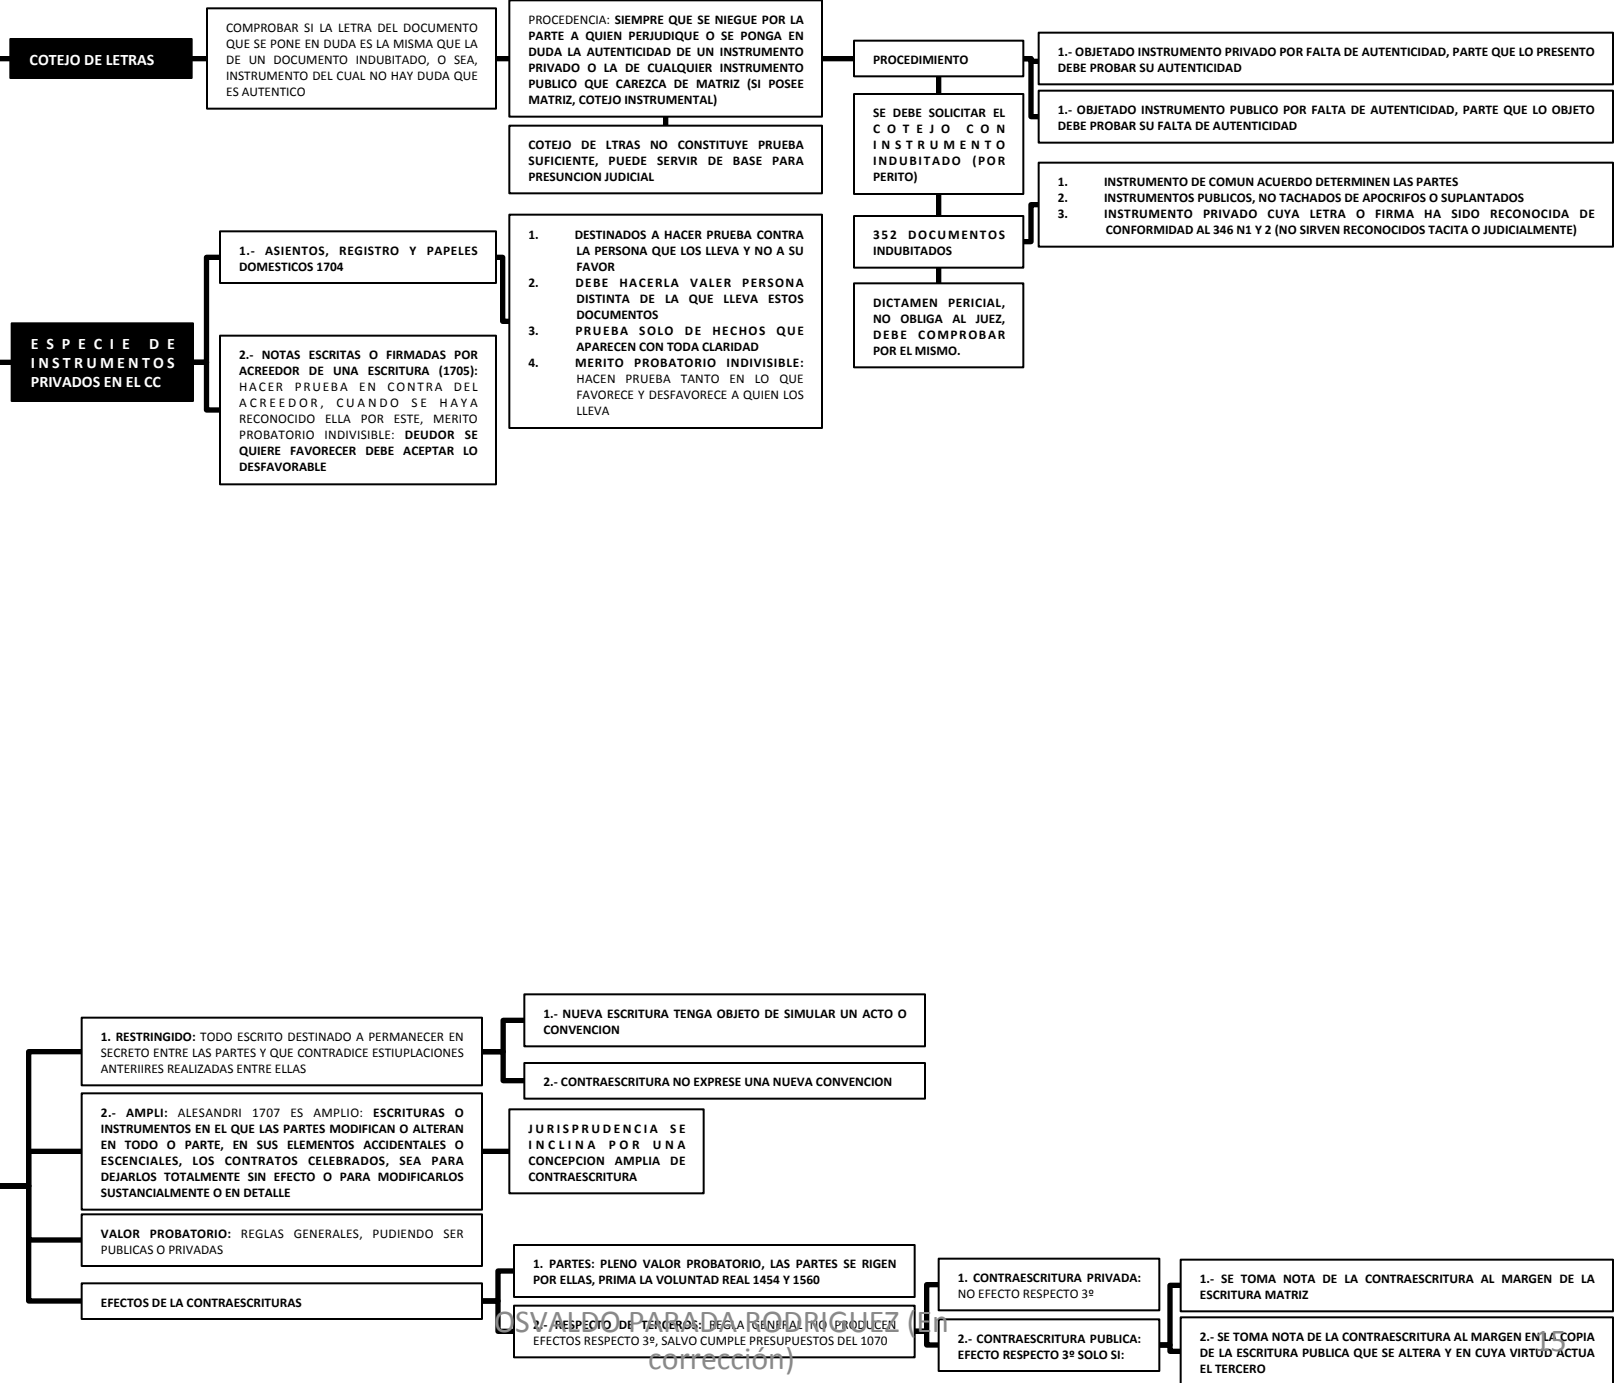 COTEJO DE LETRAS
COMPROBAR SI LA LETRA DEL DOCUMENTO
QUE SE PONE EN DUDA ES LA MISMA QUE LA
DE UN DOCUMENTO INDUBITADO, O SEA,
INSTRUMENTO DEL CUAL NO HAY DUDA QUE
ES AUTENTICO
PROCEDENCIA: SIEMPRE QUE SE NIEGUE POR LA
PARTE A QUIEN PERJUDIQUE O SE PONGA EN
DUDA LA AUTENTICIDAD DE UN INSTRUMENTO
PRIVADO O LA DE CUALQUIER INSTRUMENTO
PUBLICO QUE CAREZCA DE MATRIZ (SI POSEE
MATRIZ, COTEJO INSTRUMENTAL)
COTEJO DE LTRAS NO CONSTITUYE PRUEBA
SUFICIENTE, PUEDE SERVIR DE BASE PARA
PRESUNCION JUDICIAL
PROCEDIMIENTO
SE DEBE SOLICITAR EL
COTEJO CON
INSTRUMENTO
INDUBITADO (POR
PERITO)
352 DOCUMENTOS
INDUBITADOS
DICTAMEN PERICIAL,
NO OBLIGA AL JUEZ,
DEBE COMPROBAR
POR EL MISMO.
1.- OBJETADO INSTRUMENTO PRIVADO POR FALTA DE AUTENTICIDAD, PARTE QUE LO PRESENTO
DEBE PROBAR SU AUTENTICIDAD
1.- OBJETADO INSTRUMENTO PUBLICO POR FALTA DE AUTENTICIDAD, PARTE QUE LO OBJETO
DEBE PROBAR SU FALTA DE AUTENTICIDAD
1. INSTRUMENTO DE COMUN ACUERDO DETERMINEN LAS PARTES
2. INSTRUMENTOS PUBLICOS, NO TACHADOS DE APOCRIFOS O SUPLANTADOS
3. INSTRUMENTO PRIVADO CUYA LETRA O FIRMA HA SIDO RECONOCIDA DE
CONFORMIDAD AL 346 N1 Y 2 (NO SIRVEN RECONOCIDOS TACITA O JUDICIALMENTE)
ESPECIE DE
INSTRUMENTOS
PRIVADOS EN EL CC
1.- ASIENTOS, REGISTRO Y PAPELES
DOMESTICOS 1704
2.- NOTAS ESCRITAS O FIRMADAS POR
ACREEDOR DE UNA ESCRITURA (1705):
HACER PRUEBA EN CONTRA DEL
ACREEDOR, CUANDO SE HAYA
RECONOCIDO ELLA POR ESTE, MERITO
PROBATORIO INDIVISIBLE: DEUDOR SE
QUIERE FAVORECER DEBE ACEPTAR LO
DESFAVORABLE
1. DESTINADOS A HACER PRUEBA CONTRA
LA PERSONA QUE LOS LLEVA Y NO A SU
FAVOR
2. DEBE HACERLA VALER PERSONA
DISTINTA DE LA QUE LLEVA ESTOS
DOCUMENTOS
3. PRUEBA SOLO DE HECHOS QUE
APARECEN CON TODA CLARIDAD
4. MERITO PROBATORIO INDIVISIBLE:
HACEN PRUEBA TANTO EN LO QUE
FAVORECE Y DESFAVORECE A QUIEN LOS
LLEVA
1. RESTRINGIDO: TODO ESCRITO DESTINADO A PERMANECER EN
SECRETO ENTRE LAS PARTES Y QUE CONTRADICE ESTIUPLACIONES
ANTERIIRES REALIZADAS ENTRE ELLAS
1.- NUEVA ESCRITURA TENGA OBJETO DE SIMULAR UN ACTO O
CONVENCION
2.- CONTRAESCRITURA NO EXPRESE UNA NUEVA CONVENCION
2.- AMPLI: ALESANDRI 1707 ES AMPLIO: ESCRITURAS O
INSTRUMENTOS EN EL QUE LAS PARTES MODIFICAN O ALTERAN
EN TODO O PARTE, EN SUS ELEMENTOS ACCIDENTALES O
ESCENCIALES, LOS CONTRATOS CELEBRADOS, SEA PARA
DEJARLOS TOTALMENTE SIN EFECTO O PARA MODIFICARLOS
SUSTANCIALMENTE O EN DETALLE
JURISPRUDENCIA SE
INCLINA POR UNA
CONCEPCION AMPLIA DE
CONTRAESCRITURA
VALOR PROBATORIO: REGLAS GENERALES, PUDIENDO SER
PUBLICAS O PRIVADAS
EFECTOS DE LA CONTRAESCRITURAS
1. PARTES: PLENO VALOR PROBATORIO, LAS PARTES SE RIGEN
POR ELLAS, PRIMA LA VOLUNTAD REAL 1454 Y 1560
2.- RESPECTO DE TERCEROS: REGLA GENERAL NO PRODUCEN
EFECTOS RESPECTO 3º, SALVO CUMPLE PRESUPUESTOS DEL 1070
1. CONTRAESCRITURA PRIVADA:
NO EFECTO RESPECTO 3º
2.- CONTRAESCRITURA PUBLICA:
EFECTO RESPECTO 3º SOLO SI:
1.- SE TOMA NOTA DE LA CONTRAESCRITURA AL MARGEN DE LA
ESCRITURA MATRIZ
2.- SE TOMA NOTA DE LA CONTRAESCRITURA AL MARGEN EN LA COPIA
DE LA ESCRITURA PUBLICA QUE SE ALTERA Y EN CUYA VIRTUD ACTUA
EL TERCERO
OSVALDO PARADA RODRIGUEZ (En
corrección)
15